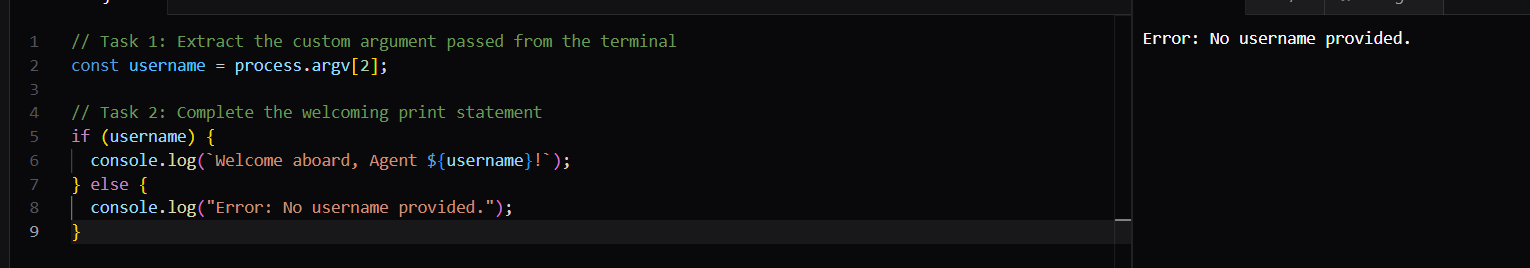 1 // Task 1: Extract the custom argument passed from the terminal
2 const username = process.argv[2];
3
4 // Task 2: Complete the welcoming print statement
5 if (username) {
6 console.log(`Welcome aboard, Agent ${username}!`);
7 } else {
8 console.log("Error: No username provided.");
9 }
Error: No username provided.